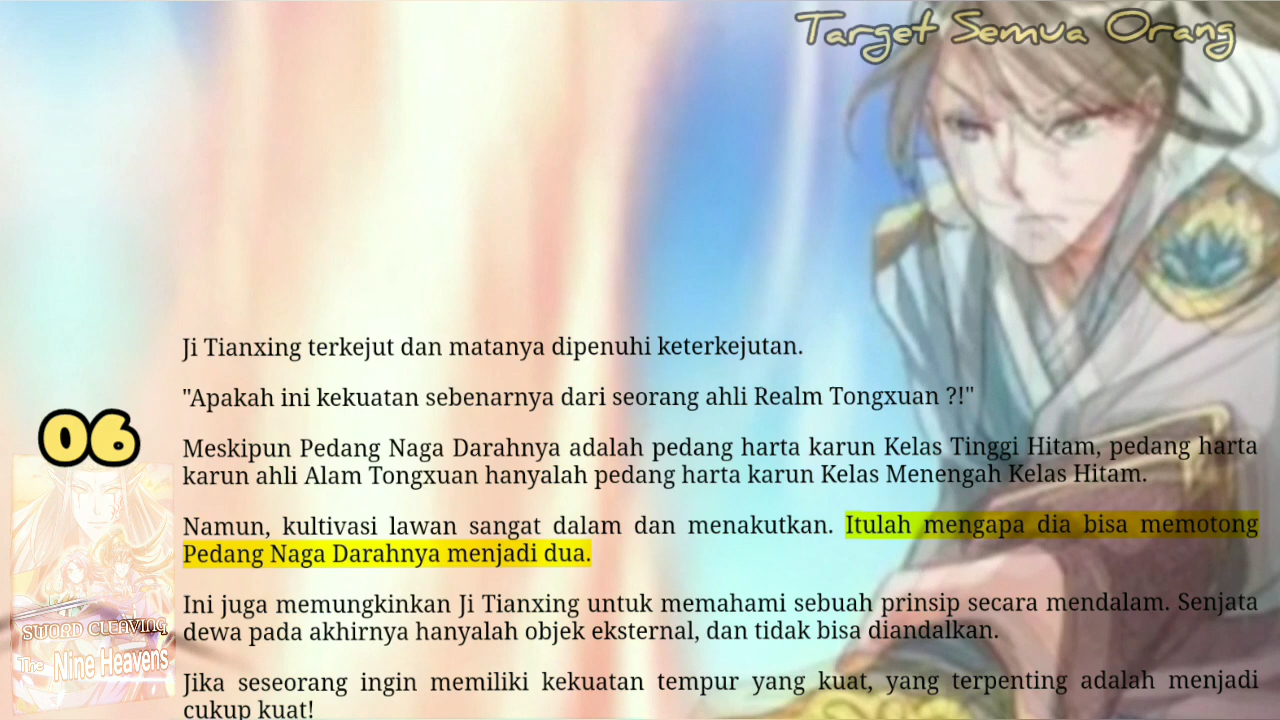 Target Semua Orang
Ji Tianxing terkejut dan matanya dipenuhi keterkejutan.
"Apakah ini kekuatan sebenarnya dari seorang ahli Realm Tongxuan ?!"
Meskipun Pedang Naga Darahnya adalah pedang harta karun Kelas Tinggi Hitam, pedang harta
karun ahli Alam Tongxuan hanyalah pedang harta karun Kelas Menengah Kelas Hitam.
Namun, kultivasi lawan sangat dalam dan menakutkan. Itulah mengapa dia bisa memotong
Pedang Naga Darahnya menjadi dua.
Ini juga memungkinkan Ji Tianxing untuk memahami sebuah prinsip secara mendalam. Senjata
dewa pada akhirnya hanyalah objek eksternal, dan tidak bisa diandalkan.
Jika seseorang ingin memiliki kekuatan tempur yang kuat, yang terpenting adalah menjadi
cukup kuat!
06
SWORD CLEAVING
The Nine Heavens